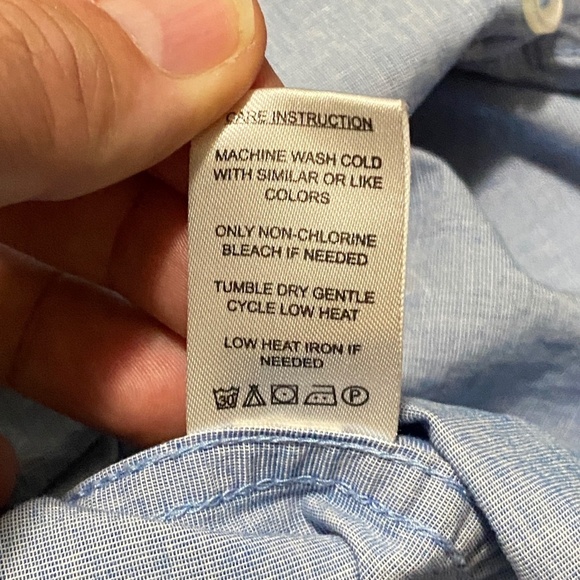 CARE INSTRUCTION
MACHINE WASH COLD
WITH SIMILAR OR LIKE
COLORS
ONLY NON-CHLORINE
BLEACH IF NEEDED
TUMBLE DRY GENTLE
CYCLE LOW HEAT
LOW HEAT IRON IF
NEEDED
30 P